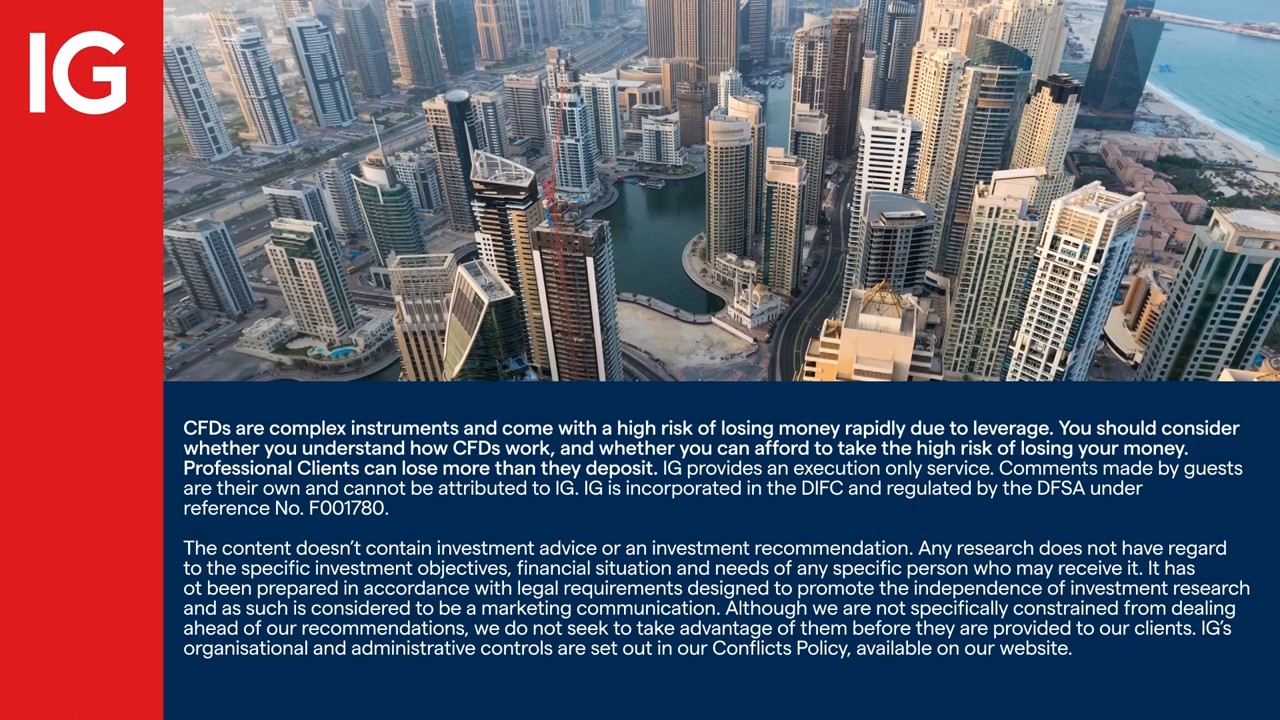 IG
CFDs are complex instruments and come with a high risk of losing money rapidly due to leverage. You should consider
whether you understand how CFDs work, and whether you can afford to take the high risk of losing your money.
Professional Clients can lose more than they deposit. IG provides an execution only service. Comments made by guests
are their own and cannot be attributed to IG. IG is incorporated in the DIFC and regulated by the DFSA under
reference No. F001780.
The content doesn’t contain investment advice or an investment recommendation. Any research does not have regard
to the specific investment objectives, financial situation and needs of any specific person who may receive it. It has
ot been prepared in accordance with legal requirements designed to promote the independence of investment research
and as such is considered to be a marketing communication. Although we are not specifically constrained from dealing
ahead of our recommendations, we do not seek to take advantage of them before they are provided to our clients. IG’s
organisational and administrative controls are set out in our Conflicts Policy, available on our website.